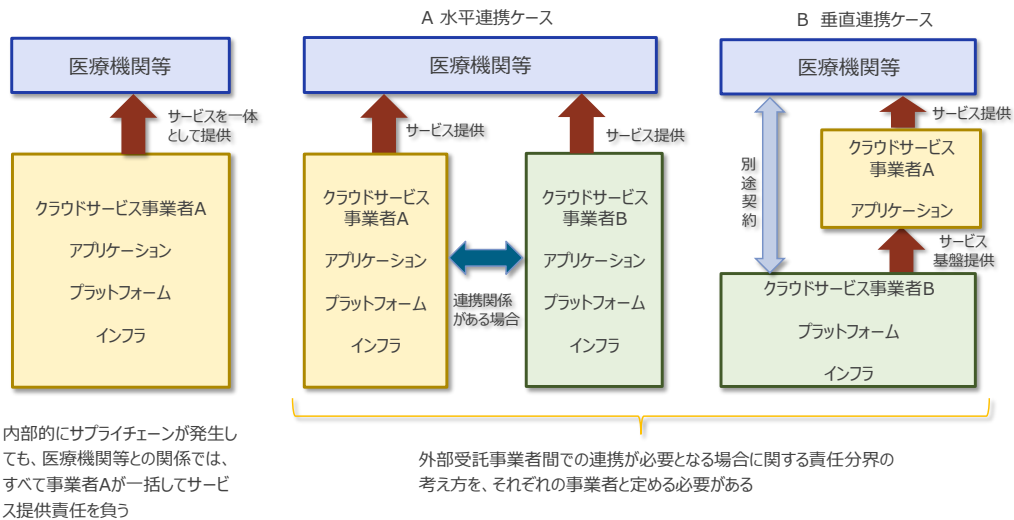 医療機関等
サービスを一体
として提供
クラウドサービス事業者A
アプリケーション
プラットフォーム
インフラ
内部的にサプライチェーンが発生し
ても、医療機関等との関係では、
すべて事業者Aが一括してサービ
ス提供責任を負う
A 水平連携ケース
医療機関等
サービス提供
サービス提供
クラウドサービス
事業者A
アプリケーション
プラットフォーム
インフラ
連携関係
がある場合
クラウドサービス
事業者B
アプリケーション
プラットフォーム
インフラ
B 垂直連携ケース
医療機関等
別途契約
サービス提供
クラウドサービス
事業者A
アプリケーション
サービス
基盤提供
クラウドサービス事業者B
プラットフォーム
インフラ
外部受託事業者間での連携が必要となる場合に関する責任分界の
考え方を、それぞれの事業者と定める必要がある